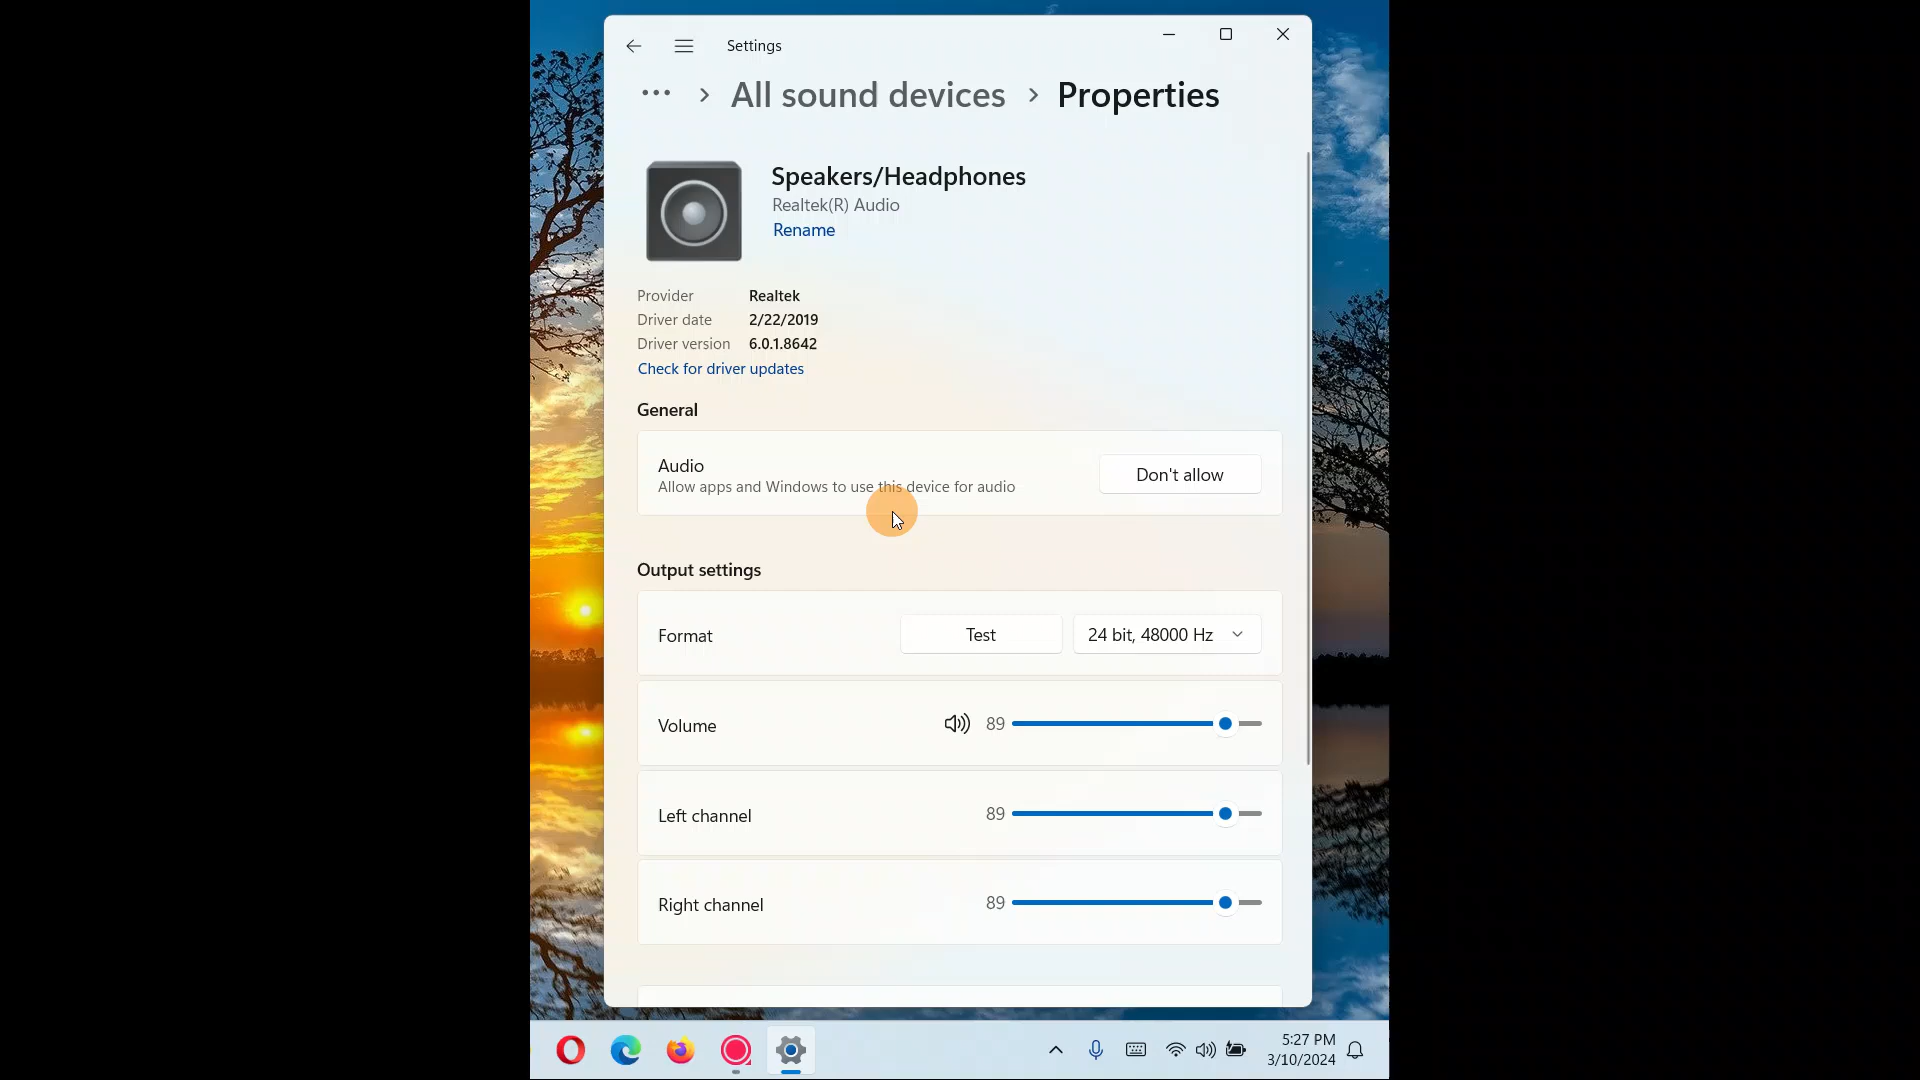 Settings
... > All sound devices > Properties
Speakers/Headphones
Realtek(R) Audio
Rename
Provider Realtek
Driver date 2/22/2019
Driver version 6.0.1.8642
Check for driver updates
General
Audio
Allow apps and Windows to use this device for audio
Don't allow
Output settings
Format Test 24 bit, 48000 Hz
Volume 89
Left channel 89
Right channel 89
5:27 PM
3/10/2024